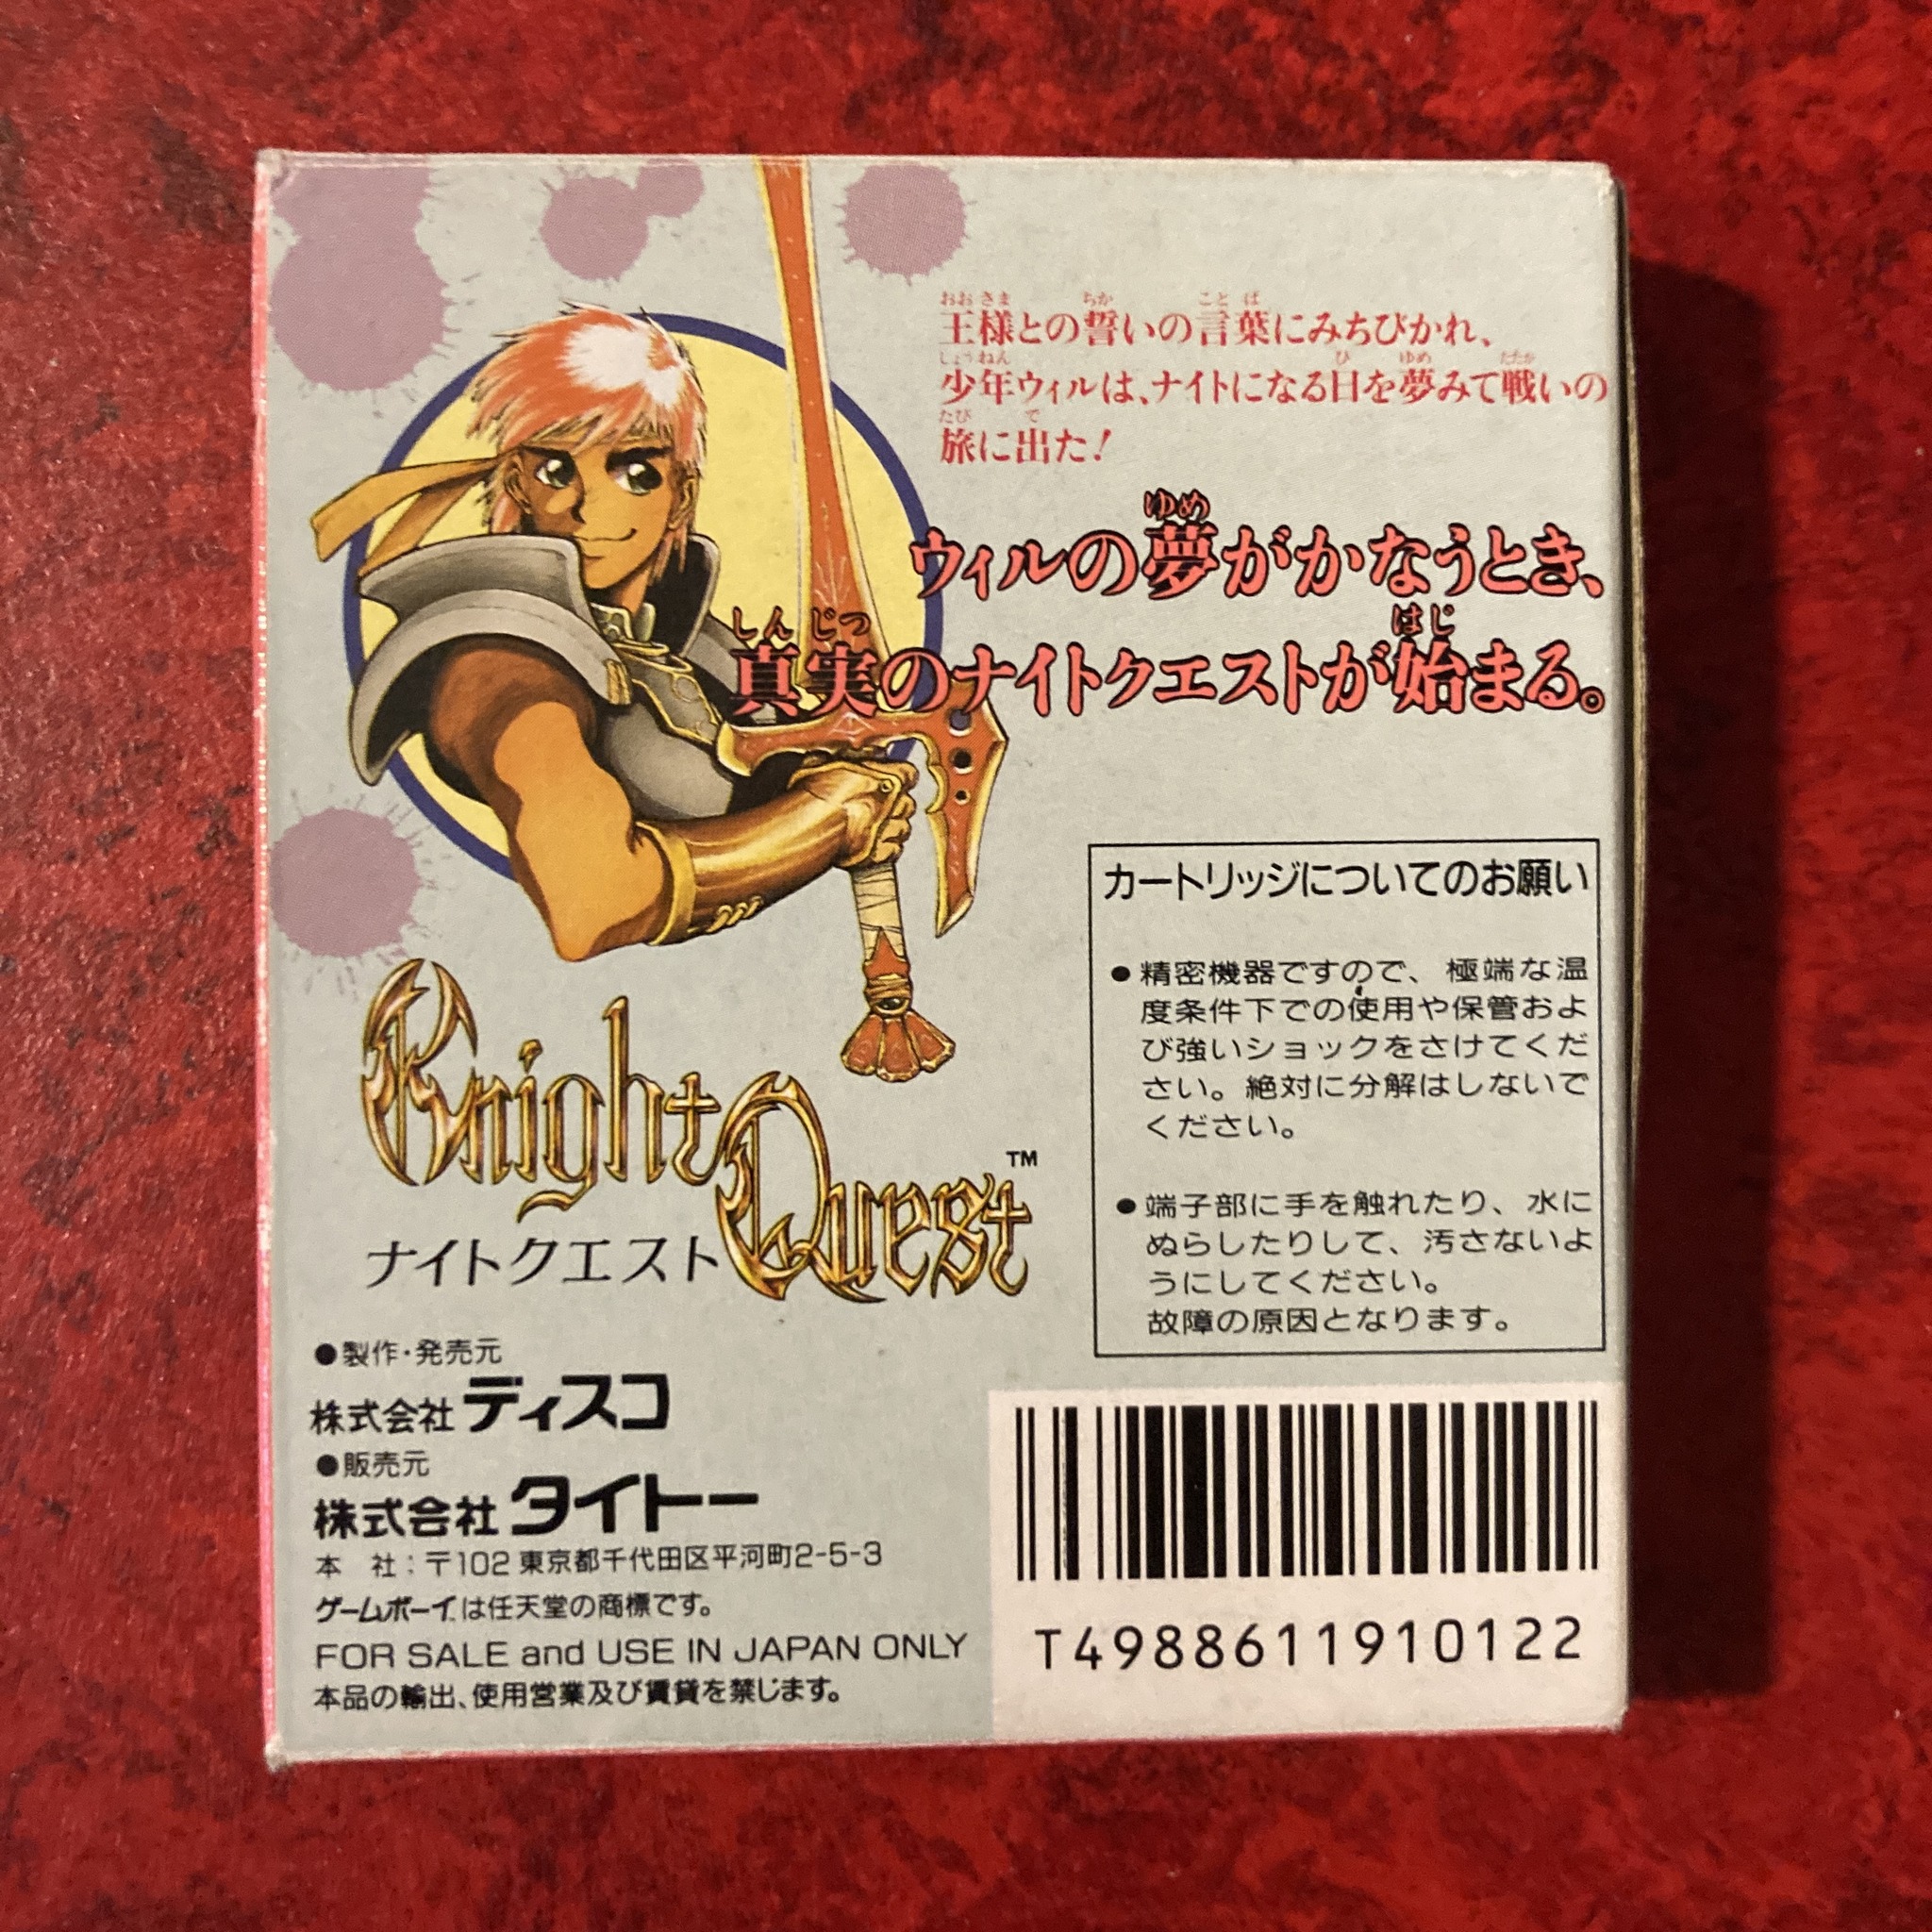 王様との誓いの言葉にみちびかれ、
少年ウィルは、ナイトになる日を夢みて戦いの
旅に出た！
ウィルの夢がかなうとき、
真実のナイトクエストが始まる。
カートリッジについてのお願い
●精密機器ですので、極端な温
度条件下での使用や保管およ
び強いショックをさけてくだ
さい。絶対に分解はしないで
ください。
●端子部に手を触れたり、水に
ぬらしたりして、汚さないよ
うにしてください。
故障の原因となります。
Knight
Quest™
ナイトクエスト
●製作・発売元
株式会社ディスコ
●販売元
株式会社タイトー
本　社：〒102 東京都千代田区平河町2-5-3
ゲームボーイは任天堂の商標です。
FOR SALE and USE IN JAPAN ONLY
本品の輸出、使用営業及び賃貸を禁じます。
T4988611910122